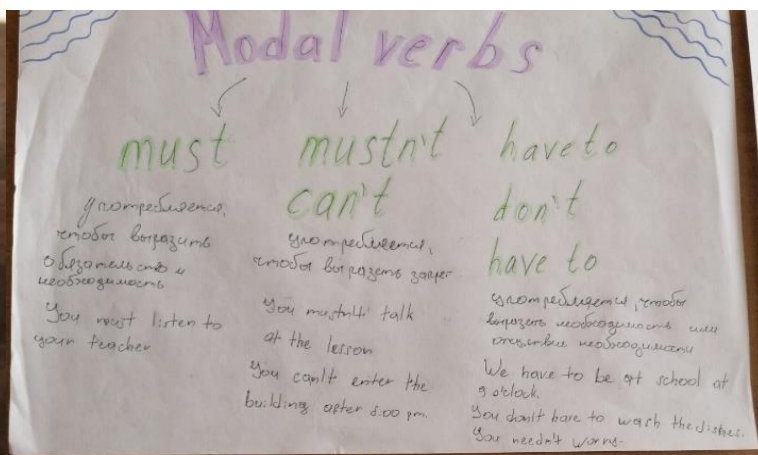 Modal verbs
must
употребляется,
чтобы выразить
обязательство и
необходимость
You must listen to
your teacher
mustn't
can't
употребляется,
чтобы выразить запрет
You mustn't talk
at the lesson
You can't enter the
building after 5:00 pm.
have to
don't
have to
употребляется, чтобы
выразить необходимость или
отсутствие необходимости
We have to be at school at
9 o'clock.
You don't have to wash the dishes.
You needn't